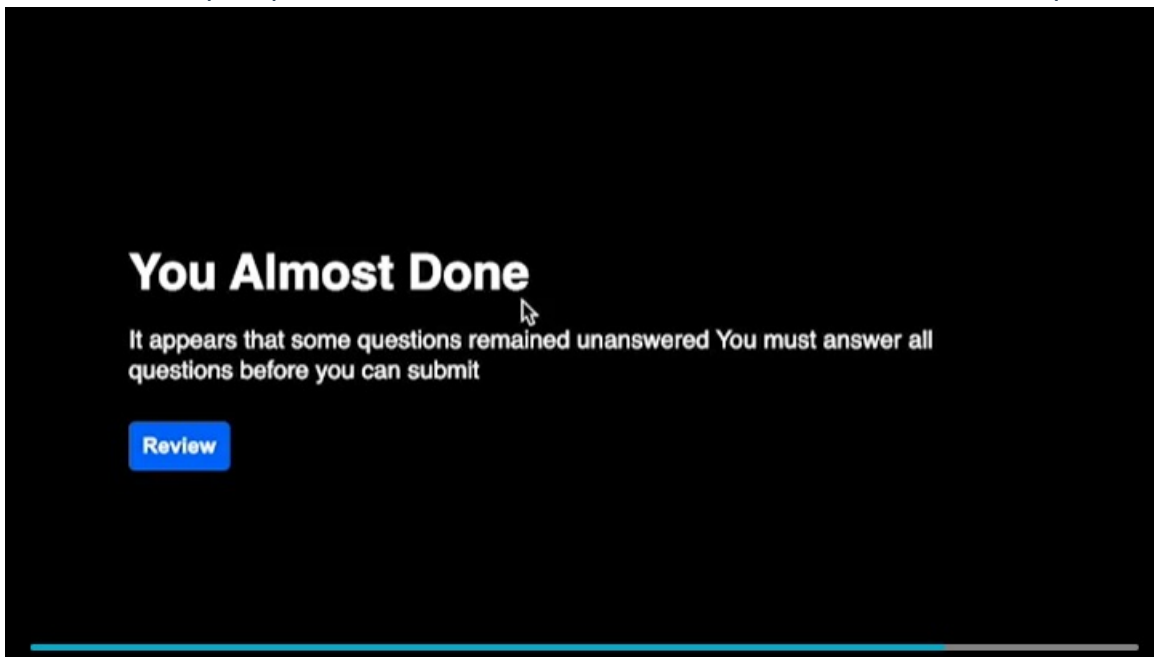 You Almost Done
It appears that some questions remained unanswered You must answer all
questions before you can submit
Review